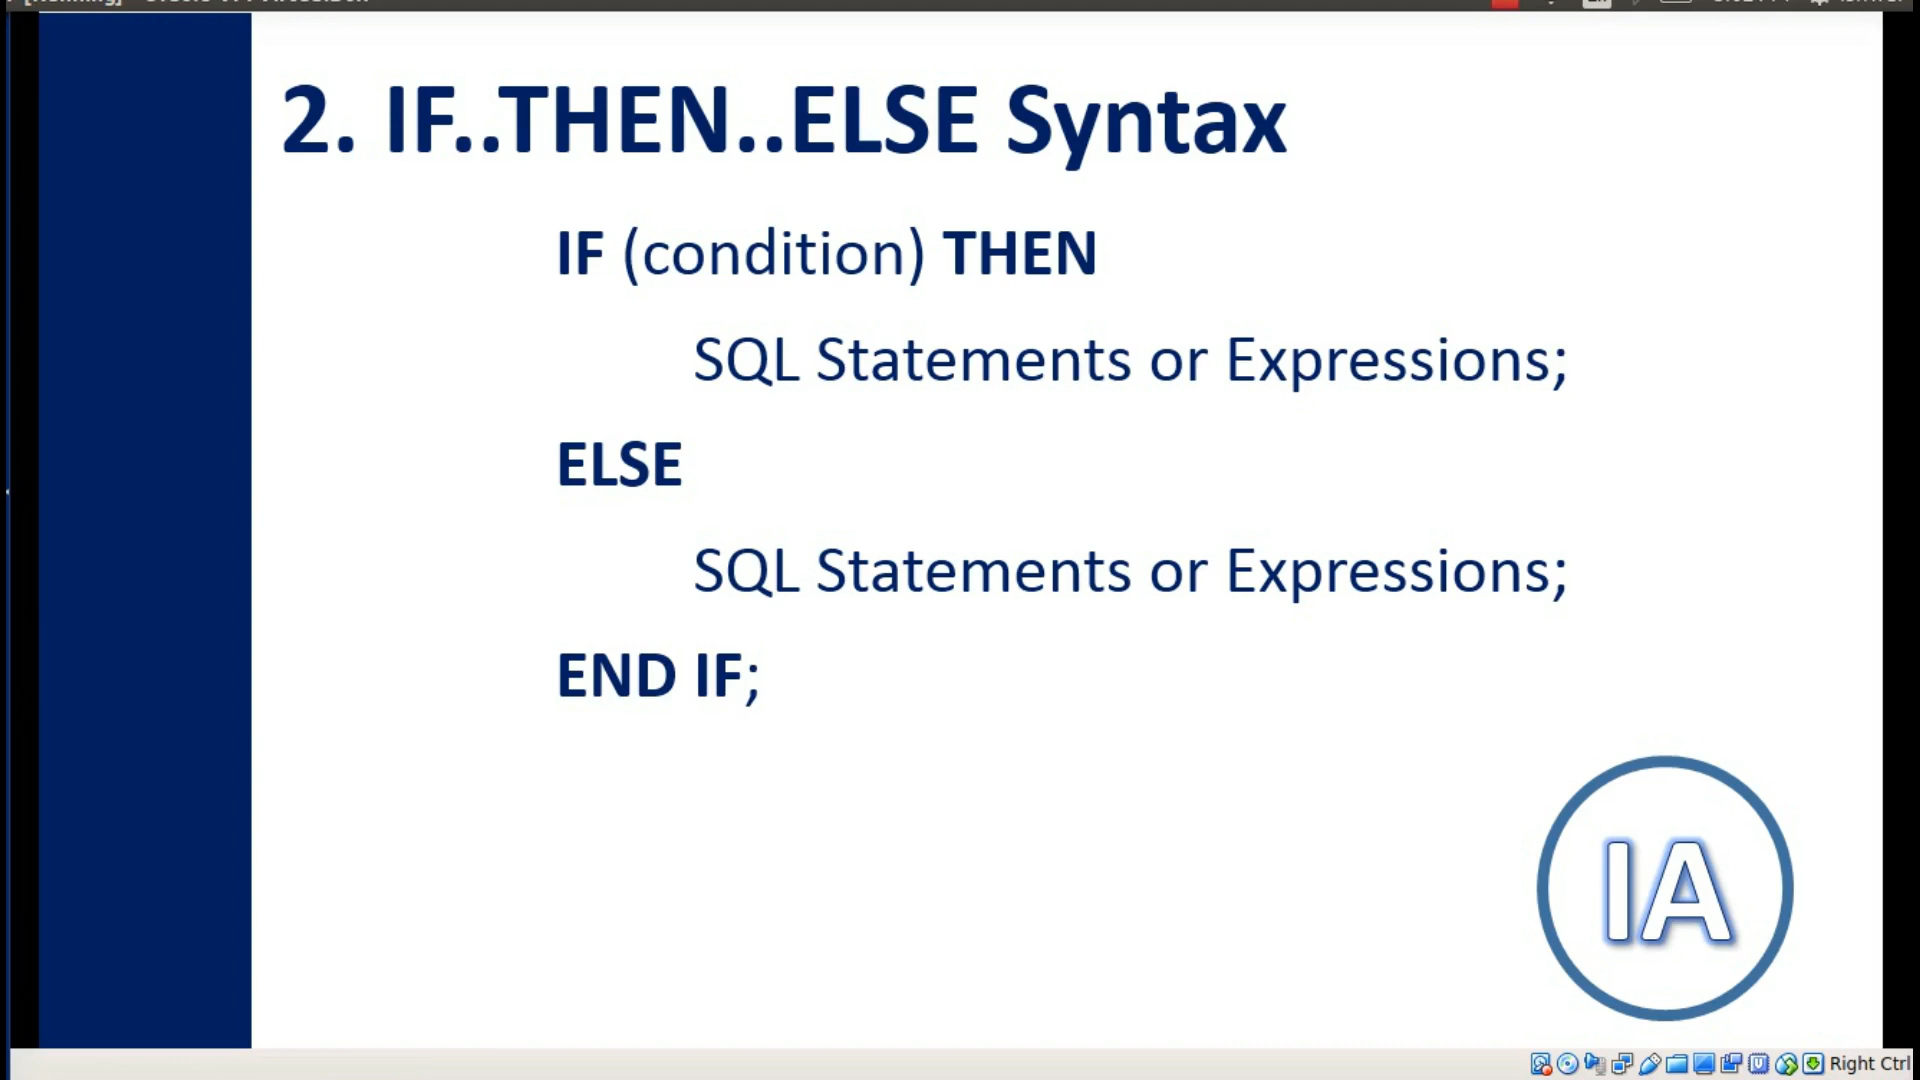 2. IF..THEN..ELSE Syntax
IF (condition) THEN
SQL Statements or Expressions;
ELSE
SQL Statements or Expressions;
END IF;
IA
Right Ctrl